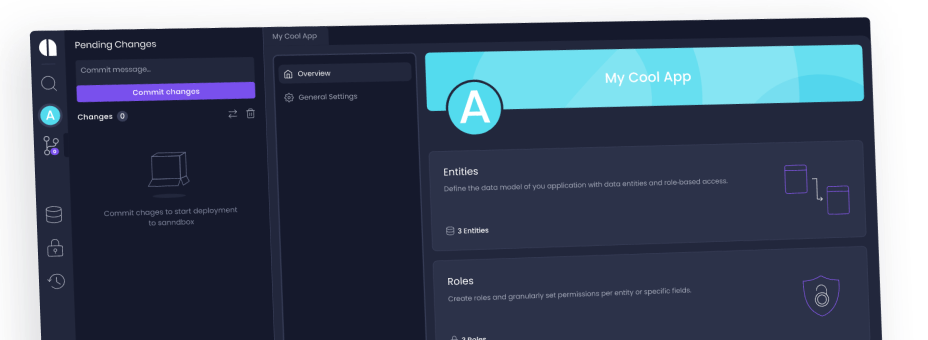 Pending Changes
Commit message...
Commit changes
Changes 0
Commit chages to start deployment
to sanndbox
My Cool App
Overview
General Settings
My Cool App
A
A
Entities
Define the data model of you application with data entities and role-based access.
3 Entities
Roles
Create roles and granularly set permissions per entity or specific fields.
3 Roles